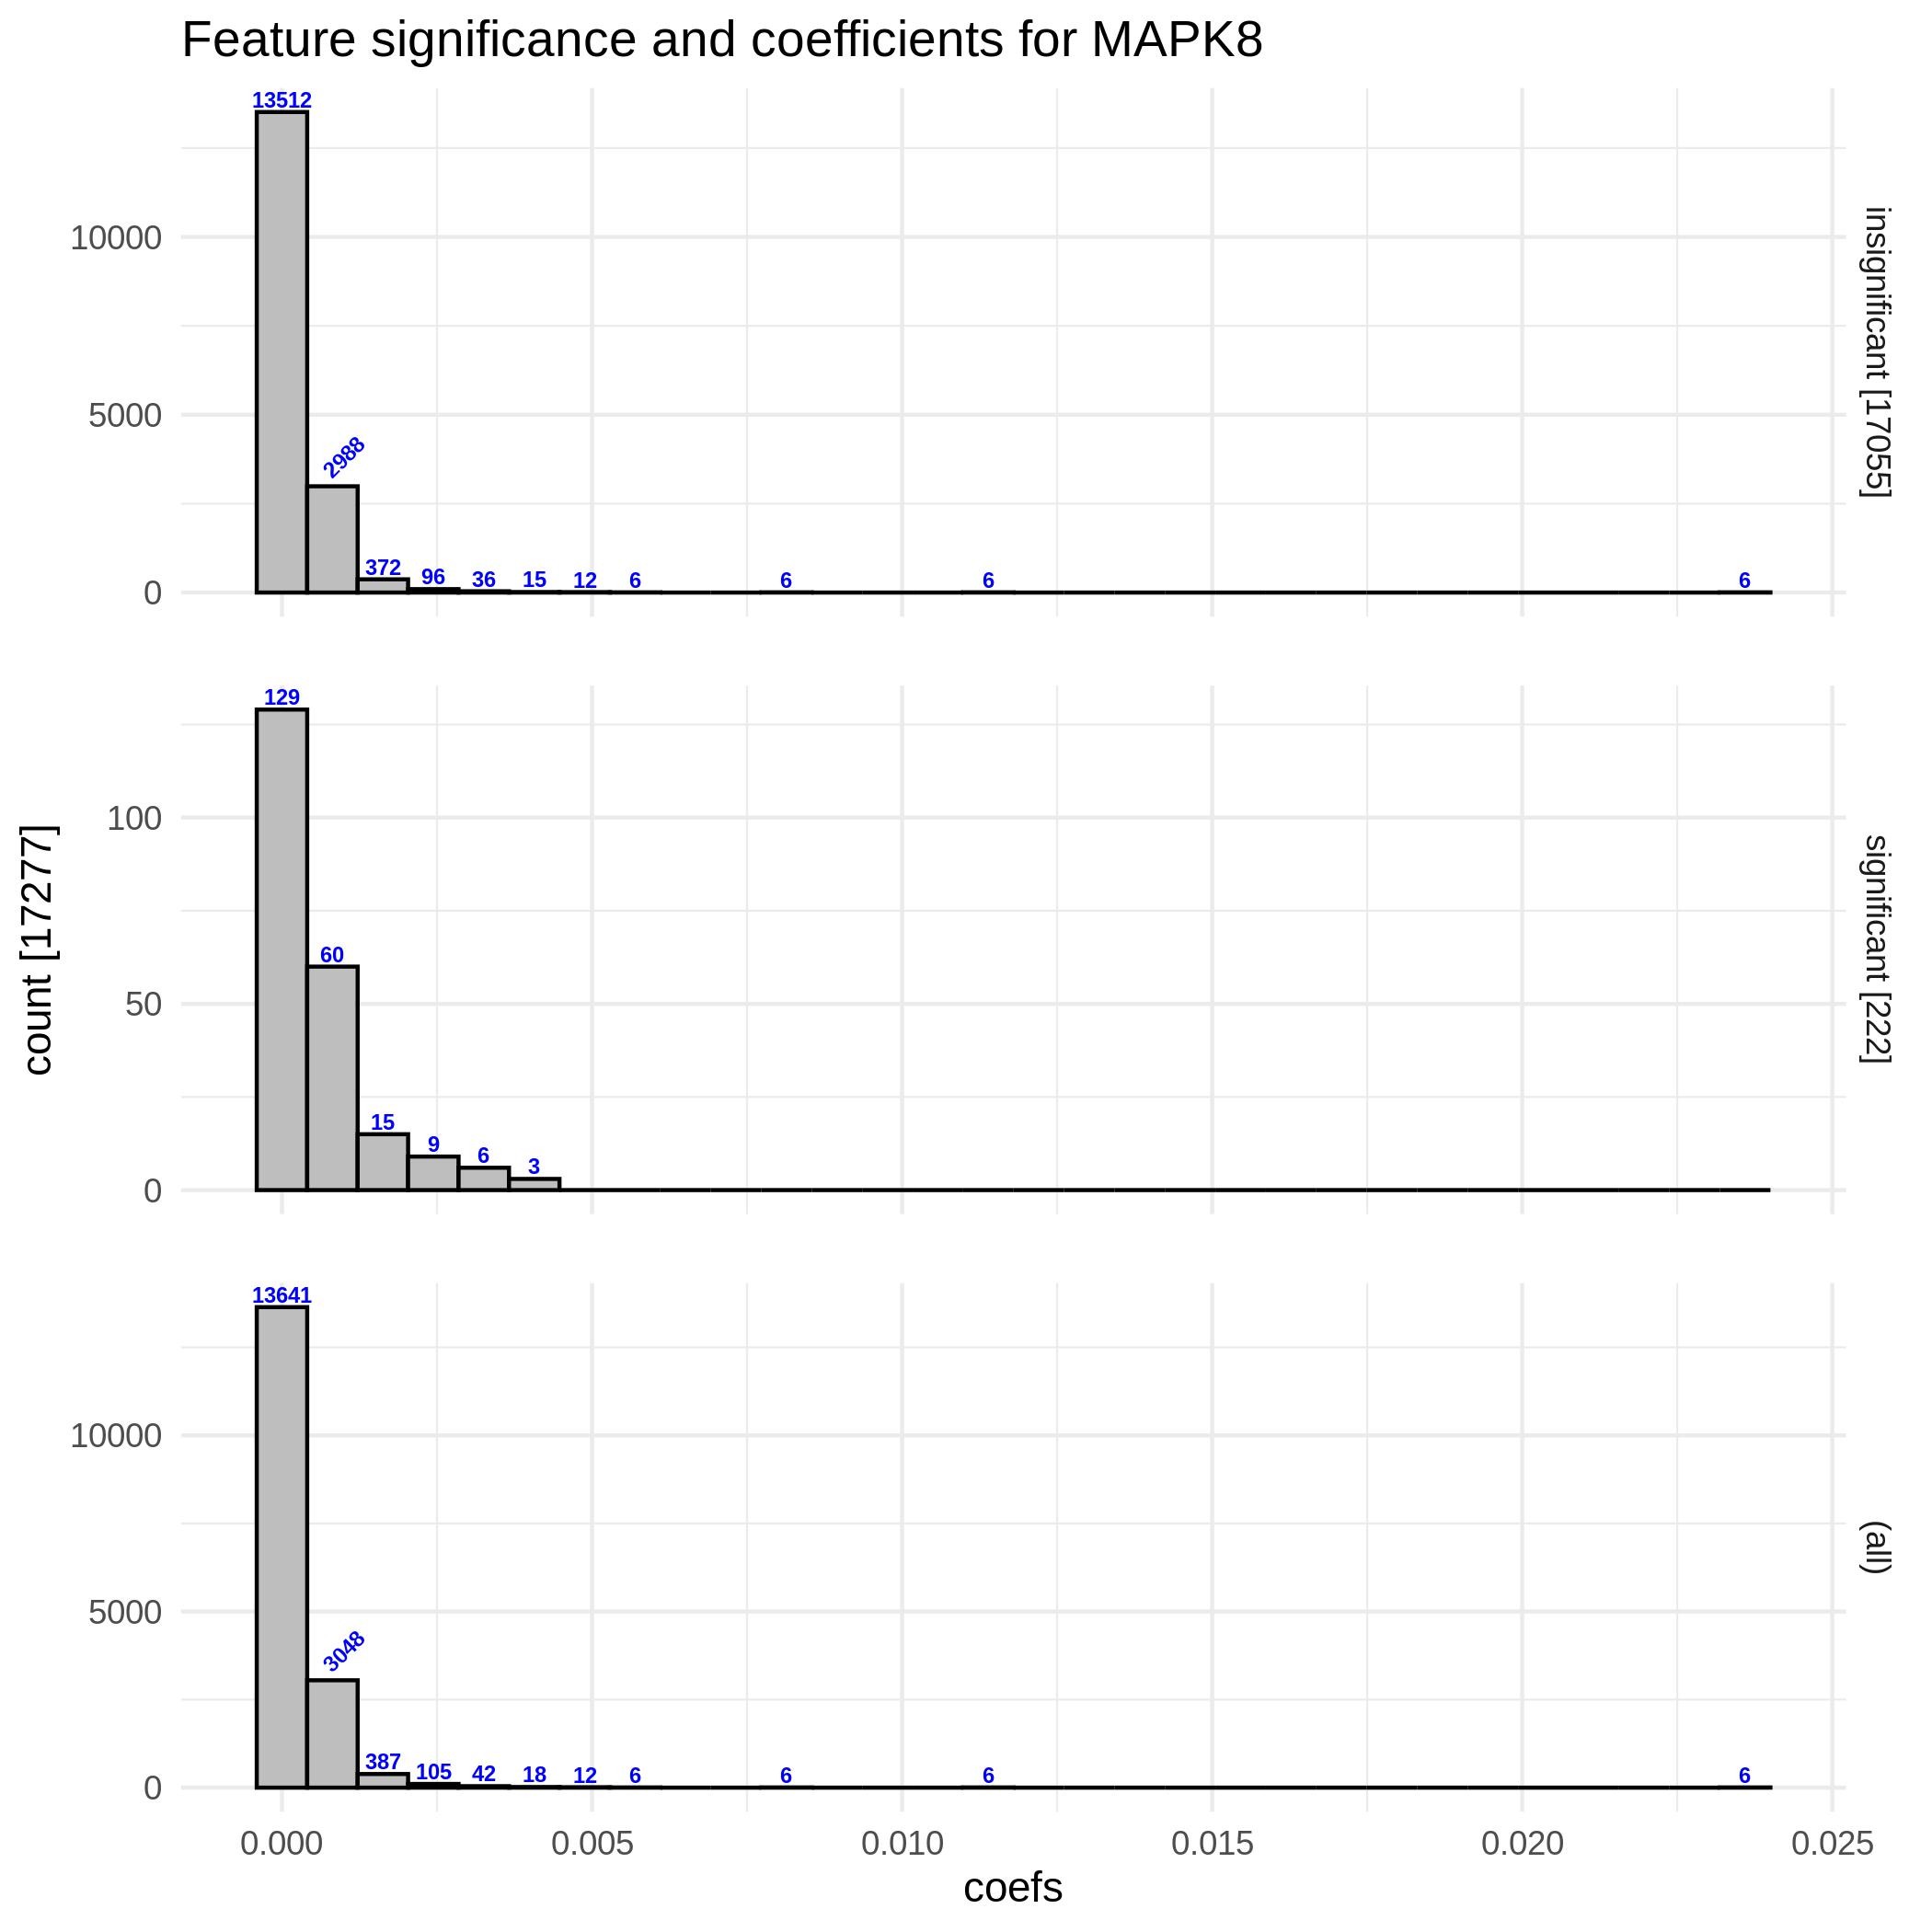 Feature significance and coefficients for MAPK8
13512
10000
5000
0
2988
372 96 36 15 12 6 6 6 6
insignificant [17055]
count [17277]
129
100
50
0
60
15
9
6
3
significant [222]
13641
10000
5000
0
3048
387 105 42 18 12 6 6 6 6
(all)
0.000 0.005 0.010 0.015 0.020 0.025
coefs